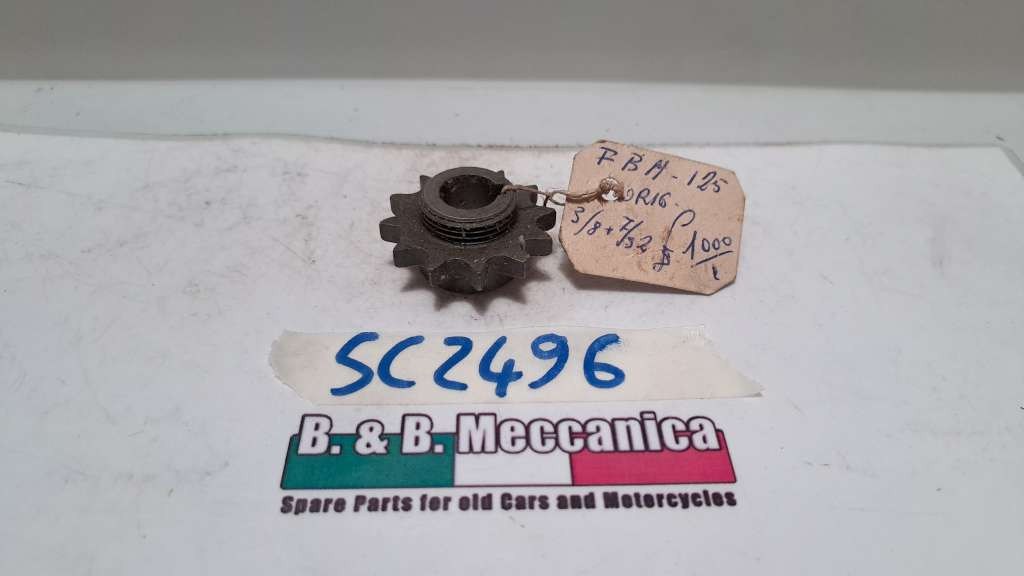 FBM-125
ORIG.
3/8 + 7/32 1000
SC2496
B. & B. Meccanica
Spare Parts for old Cars and Motorcycles